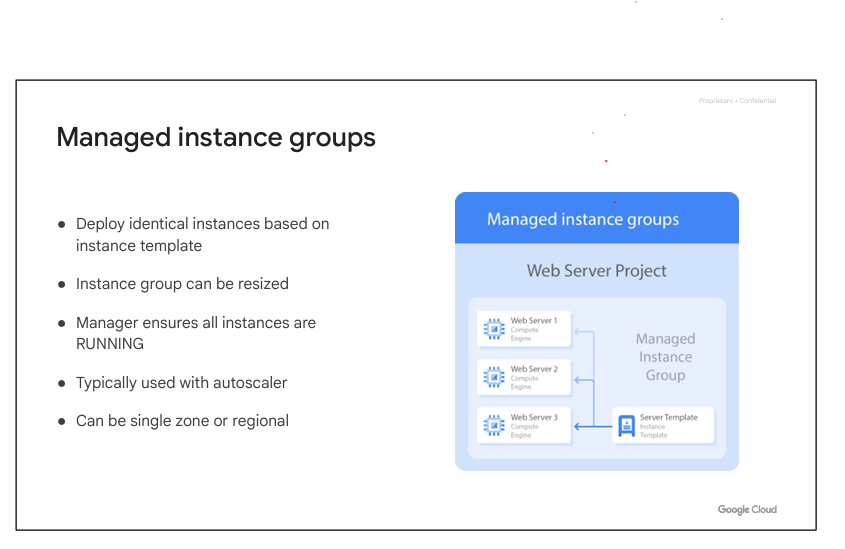 Proprietary + Confidential
Managed instance groups
● Deploy identical instances based on
instance template
● Instance group can be resized
● Manager ensures all instances are
RUNNING
● Typically used with autoscaler
● Can be single zone or regional
Managed instance groups
Web Server Project
Web Server 1
Compute
Engine
Web Server 2
Compute
Engine
Web Server 3
Compute
Engine
Managed
Instance
Group
Server Template
Instance
Template
Google Cloud